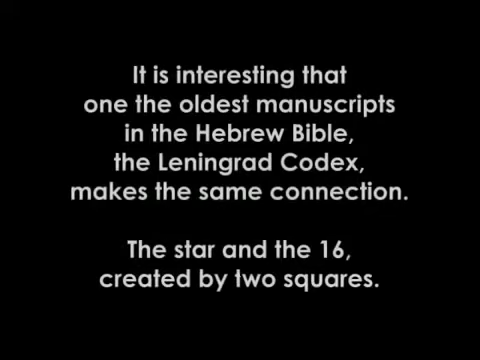 It is interesting that
one the oldest manuscripts
in the Hebrew Bible,
the Leningrad Codex,
makes the same connection.
The star and the 16,
created by two squares.